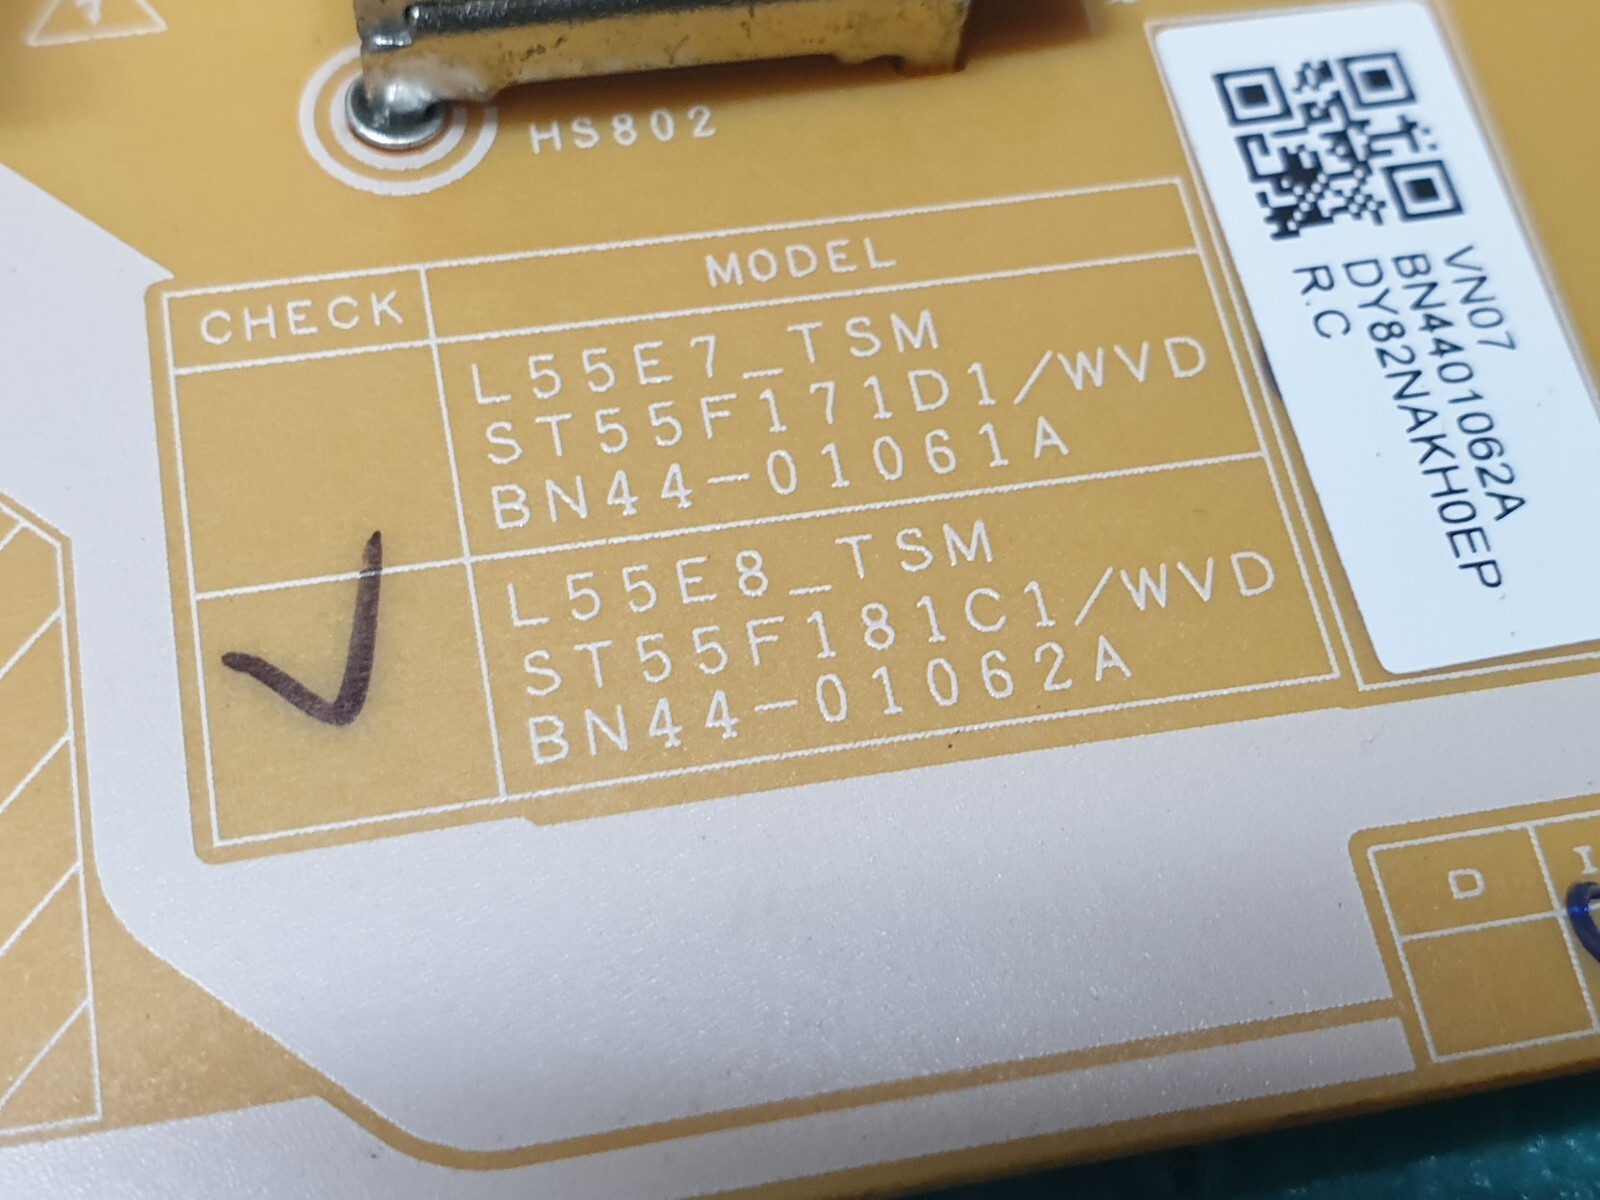 HS802
CHECK
MODEL
L55E7_TSM
ST55F171D1/WVD
BN44-01061A
L55E8_TSM
ST55F181C1/WVD
BN44-01062A
VN07
BN4401062A
DY82NAKH0EP
R.C
D
I